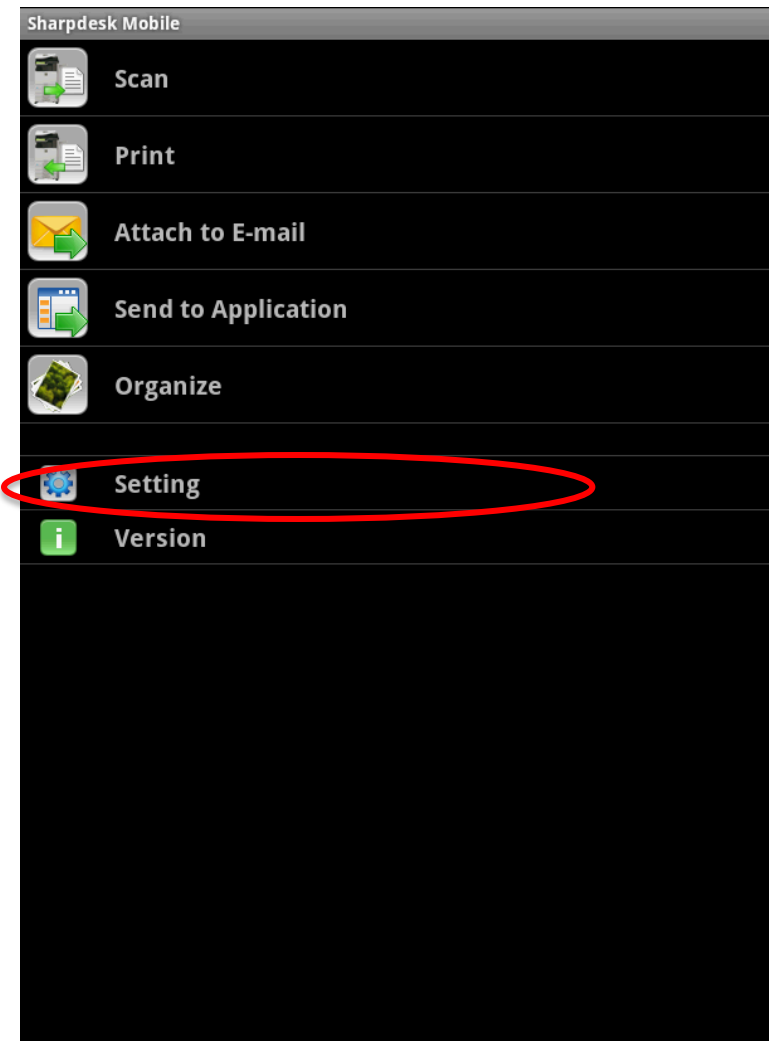 Sharpdesk Mobile
Scan
Print
Attach to E-mail
Send to Application
Organize
Setting
Version